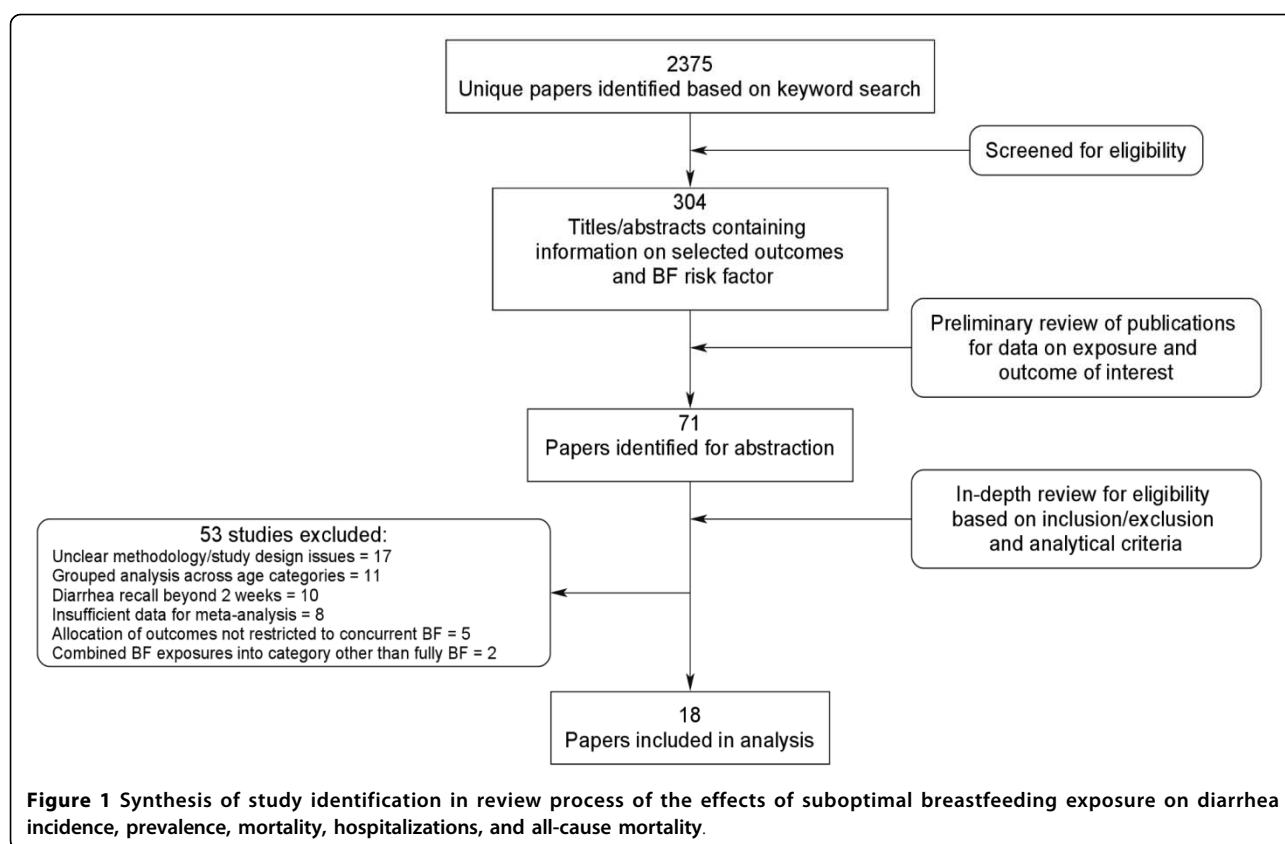 2375
Unique papers identified based on keyword search
Screened for eligibility
304
Titles/abstracts containing
information on selected outcomes
and BF risk factor
Preliminary review of publications
for data on exposure and
outcome of interest
71
Papers identified for abstraction
In-depth review for eligibility
based on inclusion/exclusion
and analytical criteria
53 studies excluded:
Unclear methodology/study design issues = 17
Grouped analysis across age categories = 11
Diarrhea recall beyond 2 weeks = 10
Insufficient data for meta-analysis = 8
Allocation of outcomes not restricted to concurrent BF = 5
Combined BF exposures into category other than fully BF = 2
18
Papers included in analysis
Figure 1 Synthesis of study identification in review process of the effects of suboptimal breastfeeding exposure on diarrhea
incidence, prevalence, mortality, hospitalizations, and all-cause mortality.